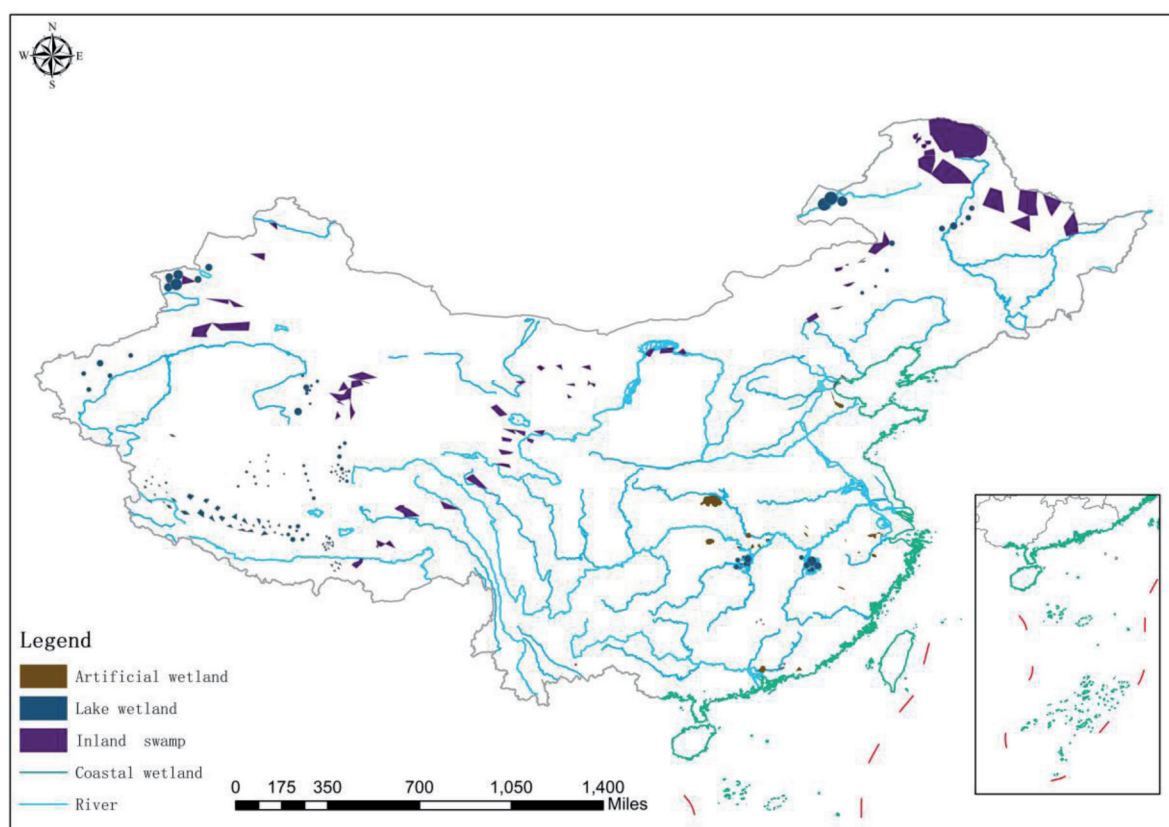 N
W E
S
Legend
Artificial wetland
Lake wetland
Inland swamp
Coastal wetland
River
0 175 350 700 1,050 1,400
Miles